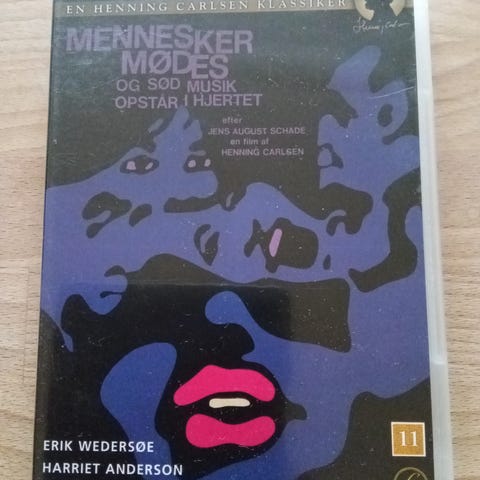 EN HENNING CARLSEN KLASSIKER
MENNESKER
MØDES
OG SØD MUSIK
OPSTÅR I HJERTET
efter
JENS AUGUST SCHADE
en film af
HENNING CARLSEN
ERIK WEDERSØE
HARRIET ANDERSON
11